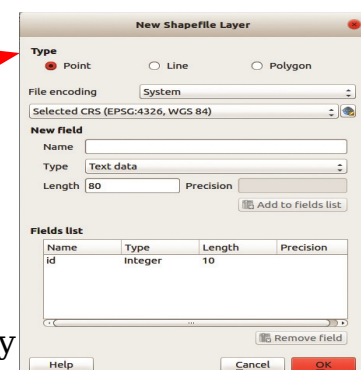 New Shapefile Layer
Type
Point Line Polygon
File encoding System
Selected CRS (EPSG:4326, WGS 84)
New field
Name
Type Text data
Length 80 Precision
Add to fields list
Fields list
Name Type Length Precision
id Integer 10
Remove field
y
Help Cancel OK